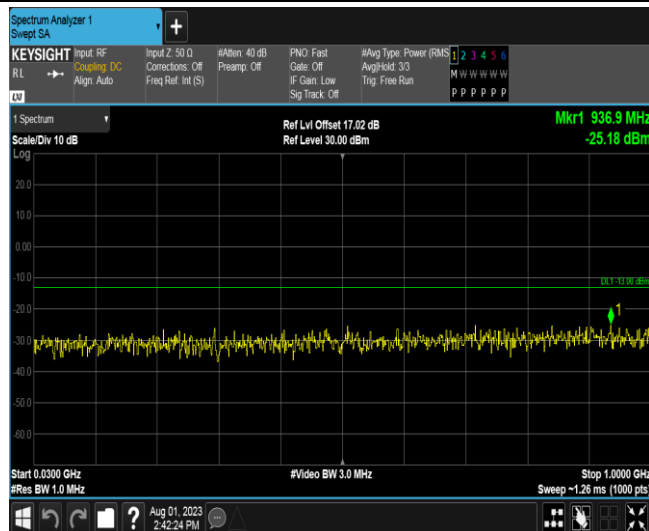 Spectrum Analyzer 1
Swept SA
+
KEYSIGHT
RL
LXI
Input: RF
Coupling: DC
Align: Auto
Input Z: 50 Ω
Corrections: Off
Freq Ref: Int (S)
#Atten: 40 dB
Preamp: Off
PNO: Fast
Gate: Off
IF Gain: Low
Sig Track: Off
#Avg Type: Power (RMS
Avg|Hold: 3/3
Trig: Free Run
1 2 3 4 5 6
M W W W W W
P P P P P P
1 Spectrum
Scale/Div 10 dB
Ref Lvl Offset 17.02 dB
Ref Level 30.00 dBm
Mkr1 936.9 MHz
-25.18 dBm
Log
20.0
10.0
0.00
-10.0
DL1 -13.00 dBm
-20.0
1
-30.0
-40.0
-50.0
-60.0
Start 0.0300 GHz
#Video BW 3.0 MHz
Stop 1.0000 GHz
#Res BW 1.0 MHz
Sweep ~1.26 ms (1000 pts)
?
Aug 01, 2023
2:42:24 PM